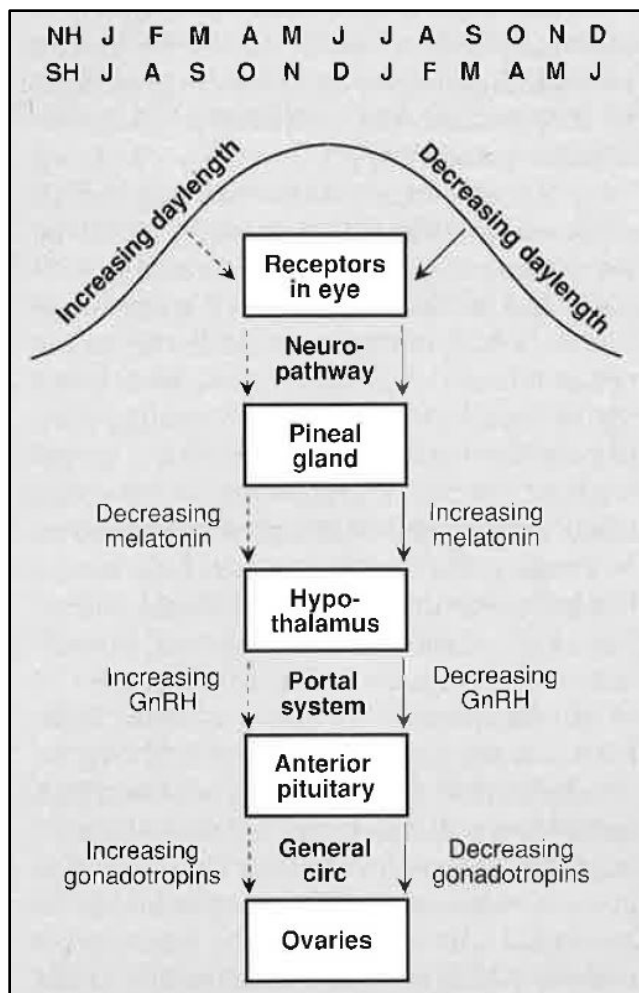 NH J F M A M J J A S O N D
SH J A S O N D J F M A M J
Increasing daylength
Decreasing daylength
Receptors
in eye
Neuro-
pathway
Pineal
gland
Decreasing
melatonin
Increasing
melatonin
Hypo-
thalamus
Increasing
GnRH
Portal
system
Decreasing
GnRH
Anterior
pituitary
Increasing
gonadotropins
General
circ
Decreasing
gonadotropins
Ovaries